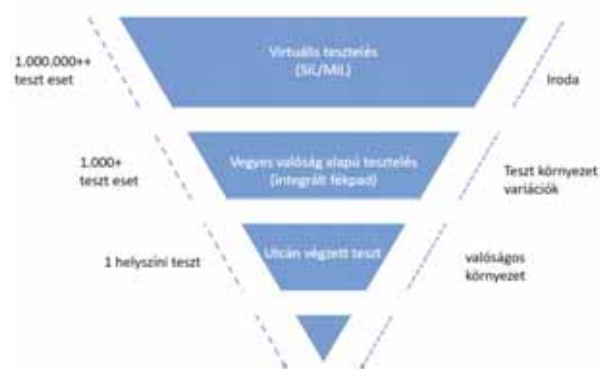 Virtuális tesztelés
(SiL/MiL)
1.000.000++
teszt eset
Iroda
Vegyes valóság alapú tesztelés
(integrált fékpad)
1.000+
teszt eset
Teszt környezet
variációk
Utcán végzett teszt
1 helyszíni teszt
valóságos
környezet